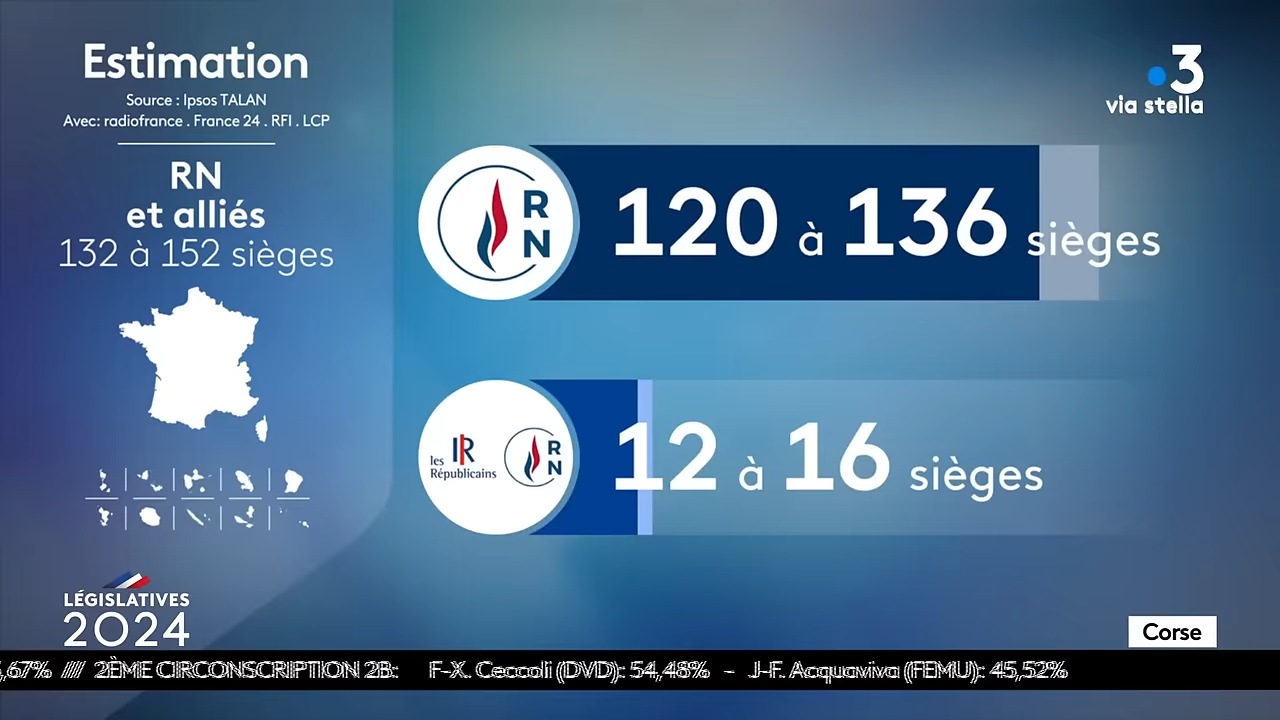 Estimation
Source : Ipsos TALAN
Avec: radiofrance . France 24 . RFI . LCP
RN
et alliés
132 à 152 sièges
LÉGISLATIVES
2024
3
via stella
R
N
120 à 136 sièges
les Républicains
LR
R
N
12 à 16 sièges
Corse
,67% //// 2ÈME CIRCONSCRIPTION 2B: F-X. Ceccoli (DVD): 54,48% - J-F. Acquaviva (FEMU): 45,52%